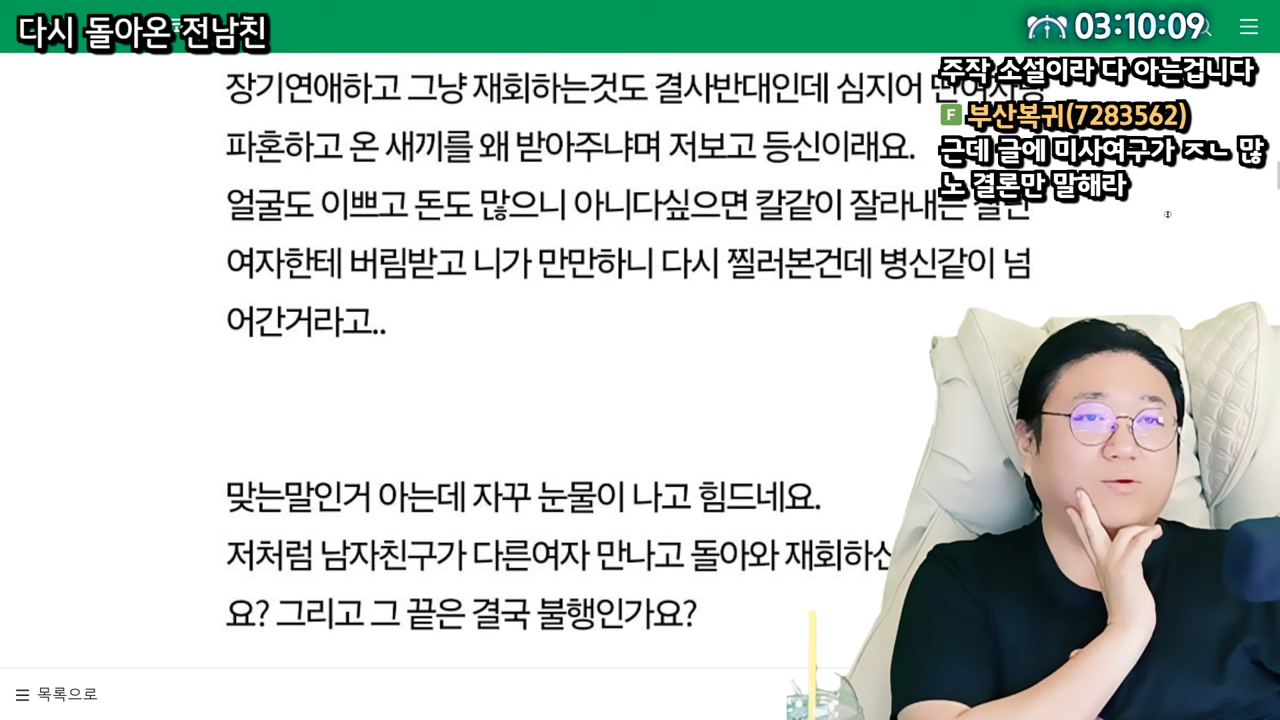 다시 돌아온 전남친
03:10:09
주작 소설이라 다 아는겁니다
F 부산복귀(7283562)
근데 글에 미사여구가 ㅈㄴ 많
노 결론만 말해라
장기연애하고 그냥 재회하는것도 결사반대인데 심지어
파혼하고 온 새끼를 왜 받아주냐며 저보고 등신이래요.
얼굴도 이쁘고 돈도 많으니 아니다싶으면 칼같이 잘라내는
여자한테 버림받고 니가 만만하니 다시 찔러본건데 병신같이 넘
어간거라고..
맞는말인거 아는데 자꾸 눈물이 나고 힘드네요.
저처럼 남자친구가 다른여자 만나고 돌아와 재회하신
요? 그리고 그 끝은 결국 불행인가요?
목록으로